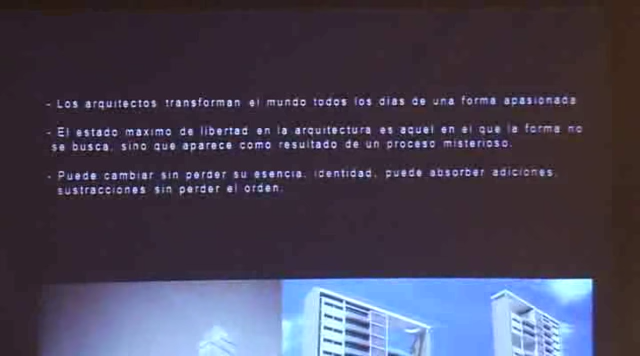 - Los arquitectos transforman el mundo todos los dias de una forma apasionada
- El estado maximo de libertad en la arquitectura es aquel en el que la forma no
se busca, sino que aparece como resultado de un proceso misterioso.
- Puede cambiar sin perder su esencia, identidad, puede absorber adiciones,
sustracciones sin perder el orden.